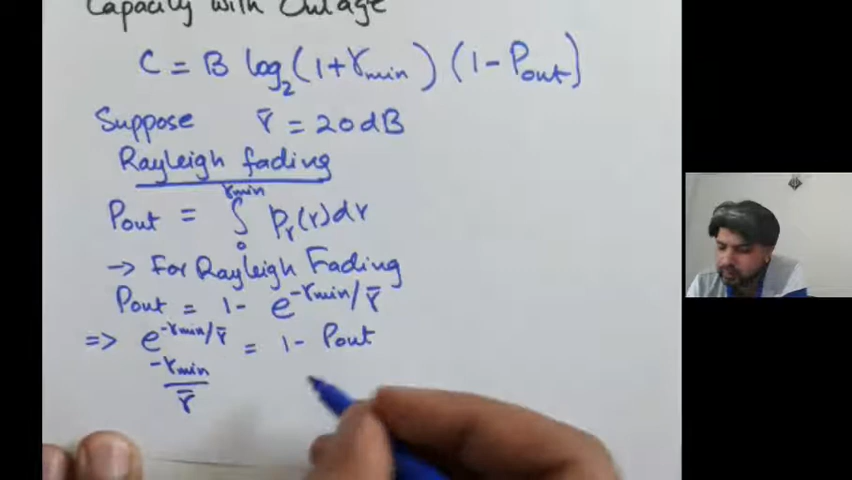 Capacity with Outage
C = B log₂(1+γmin)(1-Pout)
Suppose γ̄ = 20dB
Rayleigh fading
Pout = ∫₀^γmin pᵧ(γ)dγ
→ For Rayleigh Fading
Pout = 1- e^-γmin/γ̄
=> e^-γmin/γ̄ = 1- Pout
-γmin/γ̄